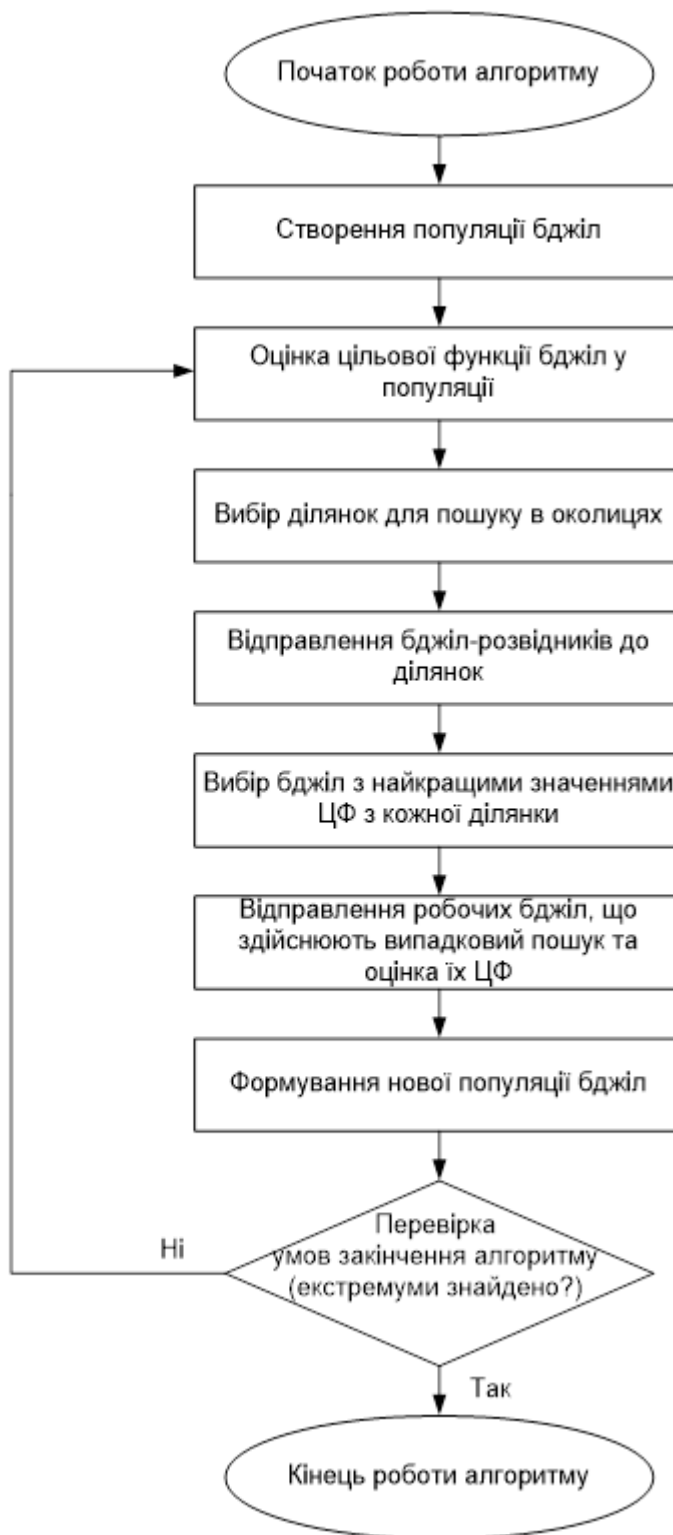 Початок роботи алгоритму
Створення популяції бджіл
Оцінка цільової функції бджіл у
популяції
Вибір ділянок для пошуку в околицях
Відправлення бджіл-розвідників до
ділянок
Вибір бджіл з найкращими значеннями
ЦФ з кожної ділянки
Відправлення робочих бджіл, що
здійснюють випадковий пошук та
оцінка їх ЦФ
Формування нової популяції бджіл
Перевірка
умов закінчення алгоритму
(екстремуми знайдено?)
Ні
Так
Кінець роботи алгоритму